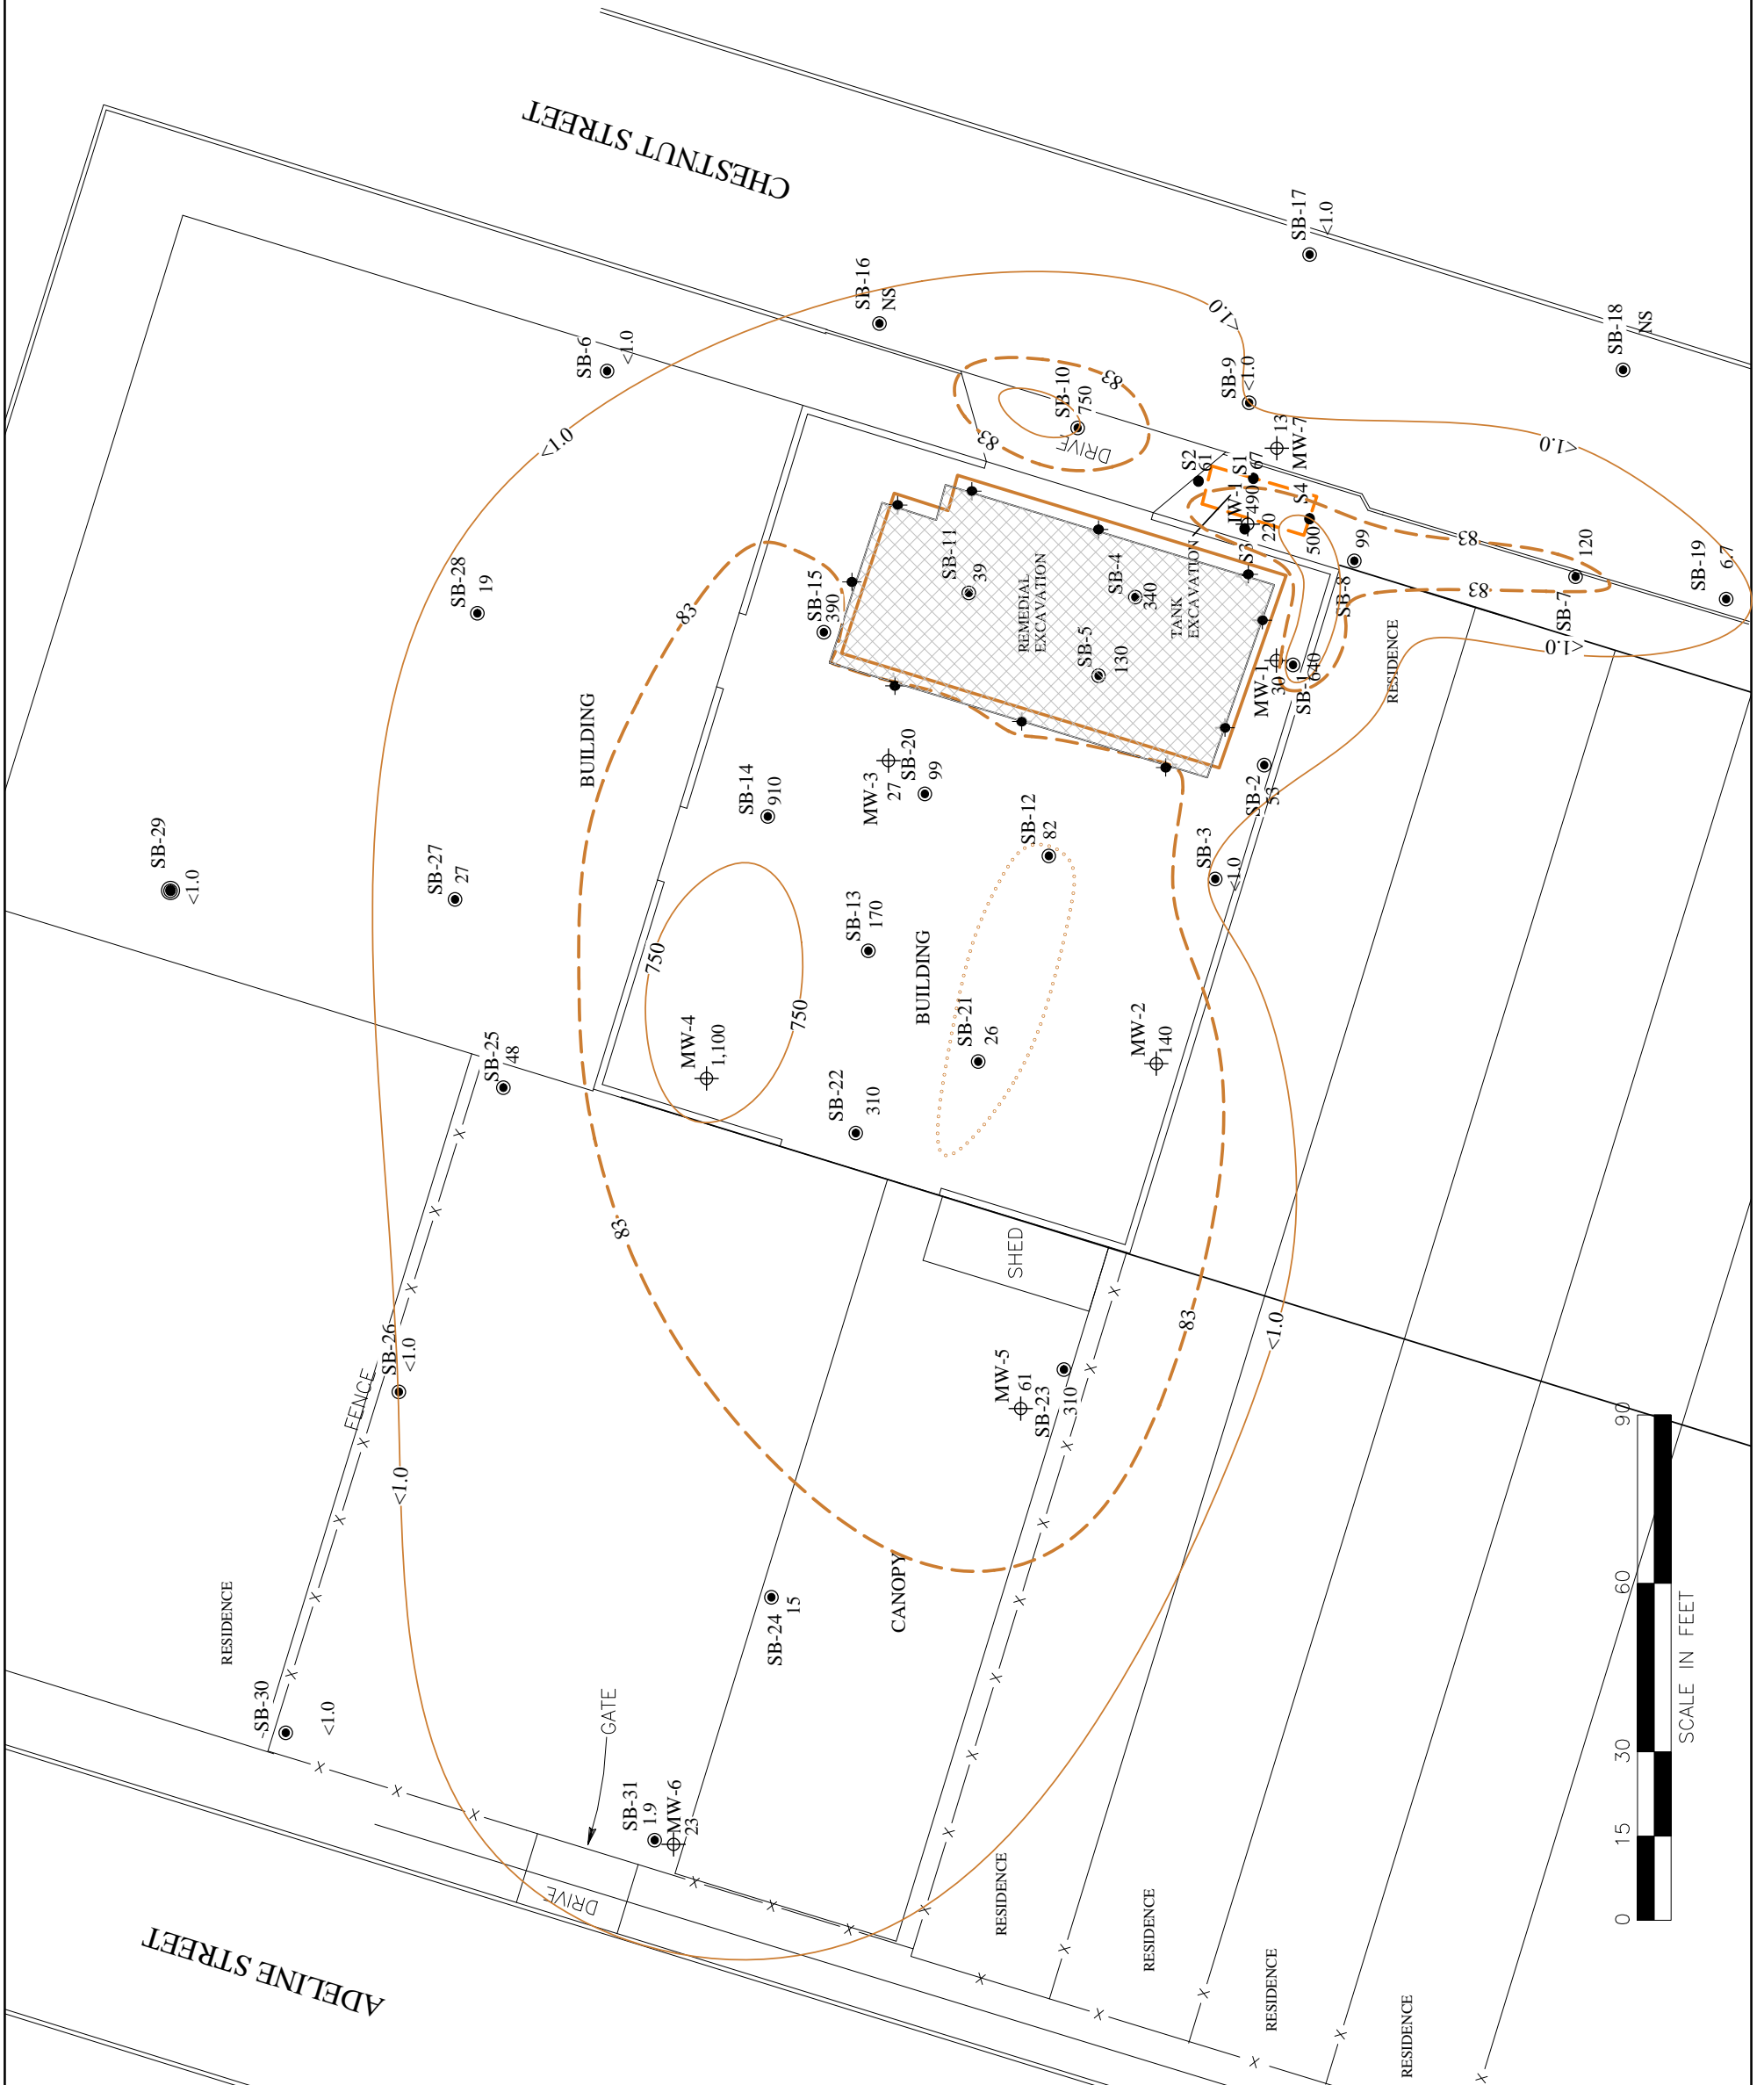 CHESTNUT STREET
SB-17
<1.0
SB-16
NS
SB-18
NS
SB-6
<1.0
<1.0
SB-9
<1.0
<1.0
<1.0
83
SB-10
750
83
DRIVE
13
MW-7
S2
61
S1
67
IW-1
490
220
S4
S3
500
99
SB-8
83
83
120
SB-7
SB-19
6.7
<1.0
SB-28
19
83
SB-15
390
SB-11
39
REMEDIAL
EXCAVATION
SB-4
340
TANK
EXCAVATION
SB-5
130
MW-1
30
SB-1
640
RESIDENCE
BUILDING
SB-14
910
MW-3
27
SB-20
99
SB-12
82
SB-2
53
SB-3
<1.0
SB-29
<1.0
SB-27
27
SB-13
170
BUILDING
750
750
MW-4
1,100
SB-21
26
MW-2
140
SB-25
48
SB-22
310
83
SHED
83
<1.0
SB-26
<1.0
FENCE
<1.0
MW-5
61
SB-23
310
RESIDENCE
CANOPY
SB-24
15
-SB-30
<1.0
GATE
SB-31
1.9
MW-6
23
DRIVE
ADELINE STREET
RESIDENCE
RESIDENCE
RESIDENCE
RESIDENCE
0 15 30 60 90
SCALE IN FEET